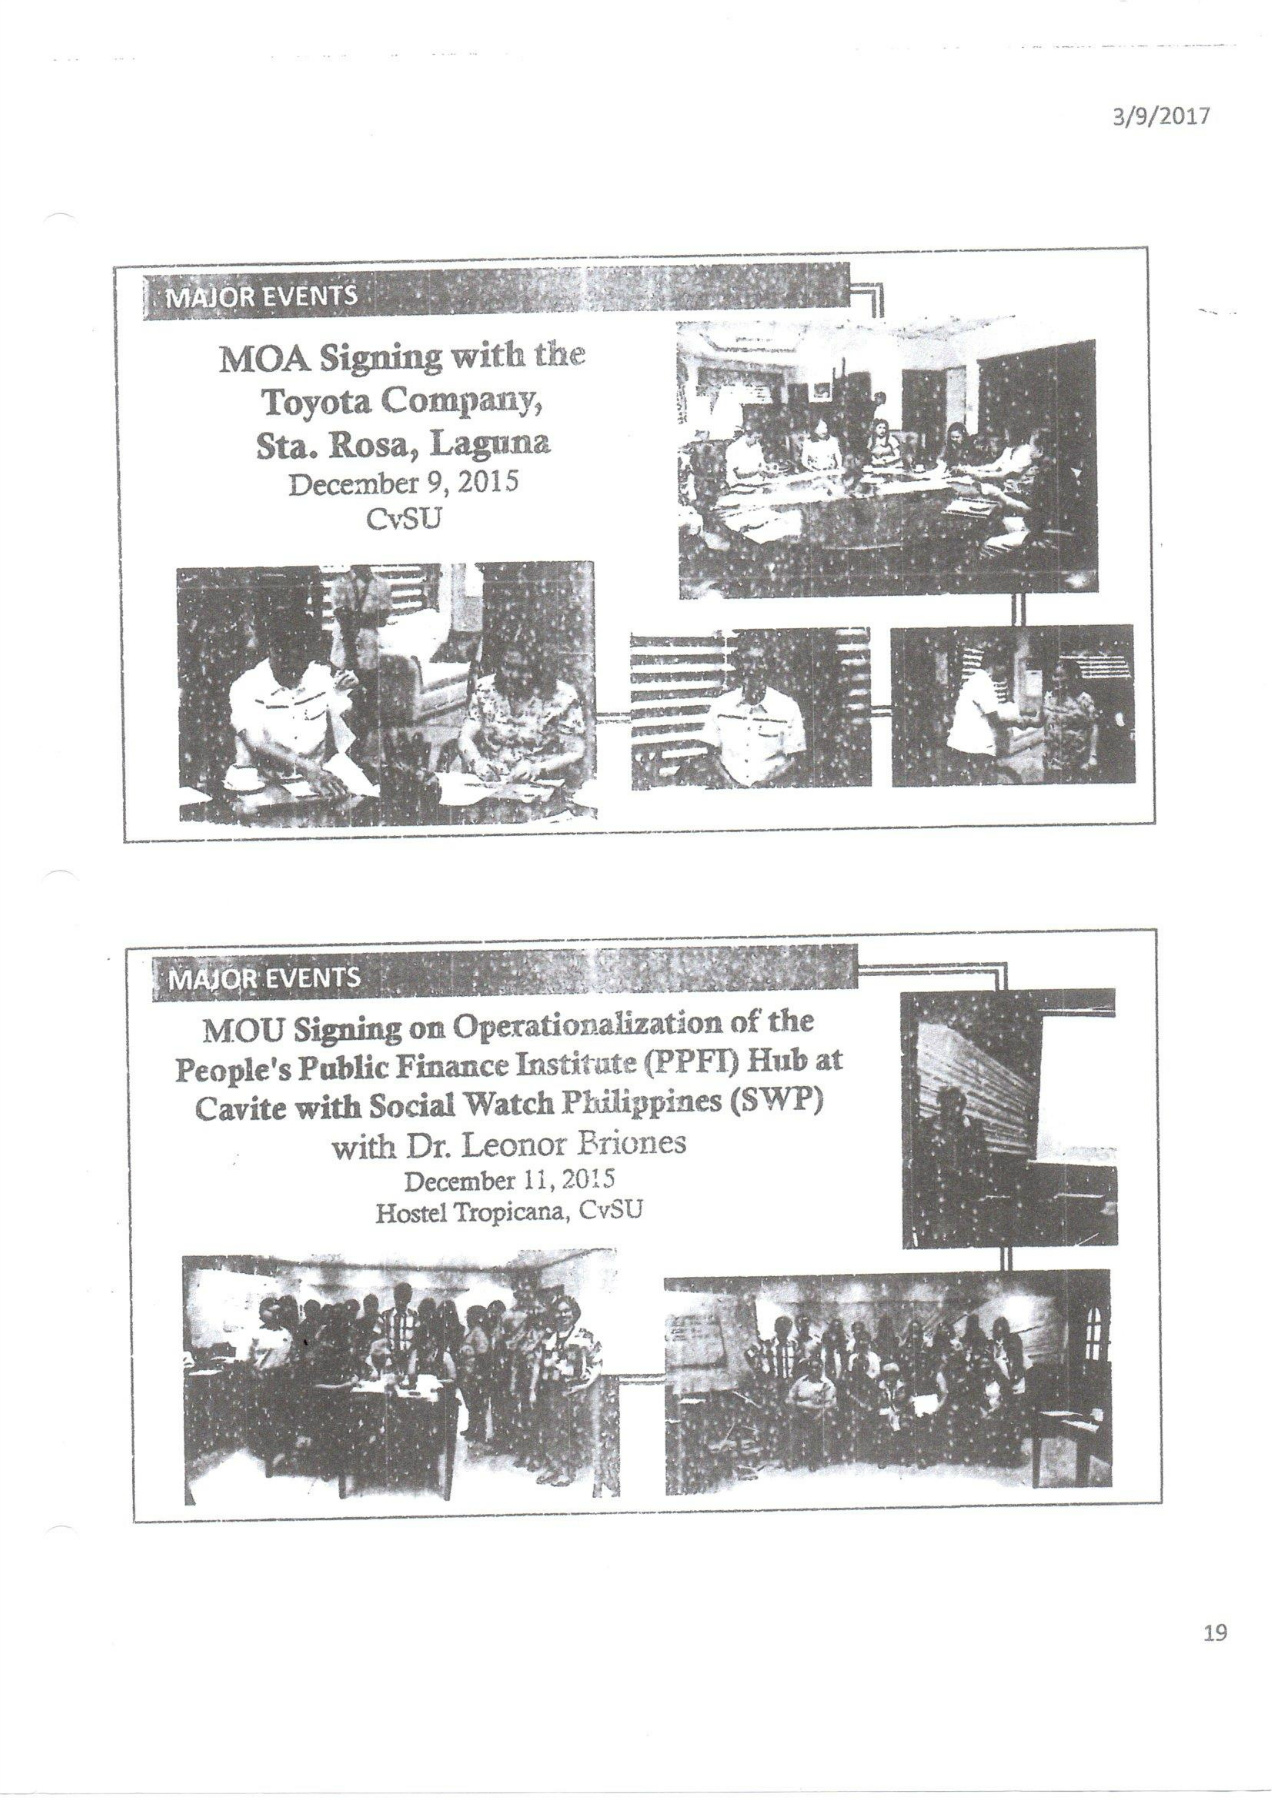 3/9/2017
MAJOR EVENTS
MOA Signing with the
Toyota Company,
Sta. Rosa, Laguna
December 9, 2015
CvSU
MAJOR EVENTS
MOU Signing on Operationalization of the
People's Public Finance Institute (PPFI) Hub at
Cavite with Social Watch Philippines (SWP)
with Dr. Leonor Briones
December 11, 2015
Hostel Tropicana, CvSU
19